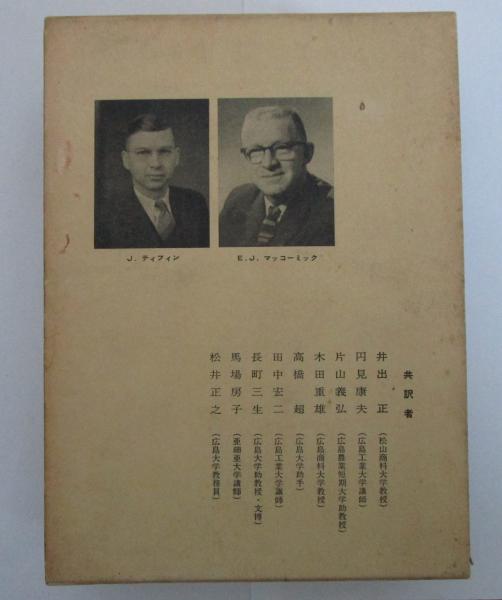 J. ティフィン
E. J. マッコーミック
共訳者
井出正（松山商科大学教授）
円見康夫（広島工業大学講師）
片山義弘（広島農業短期大学助教授）
木田重雄（広島商科大学教授）
高橋超（広島大学助手）
田中宏二（広島工業大学講師）
長町三生（広島大学助教授・文博）
馬場房子（亜細亜大学講師）
松井正之（広島大学教務員）